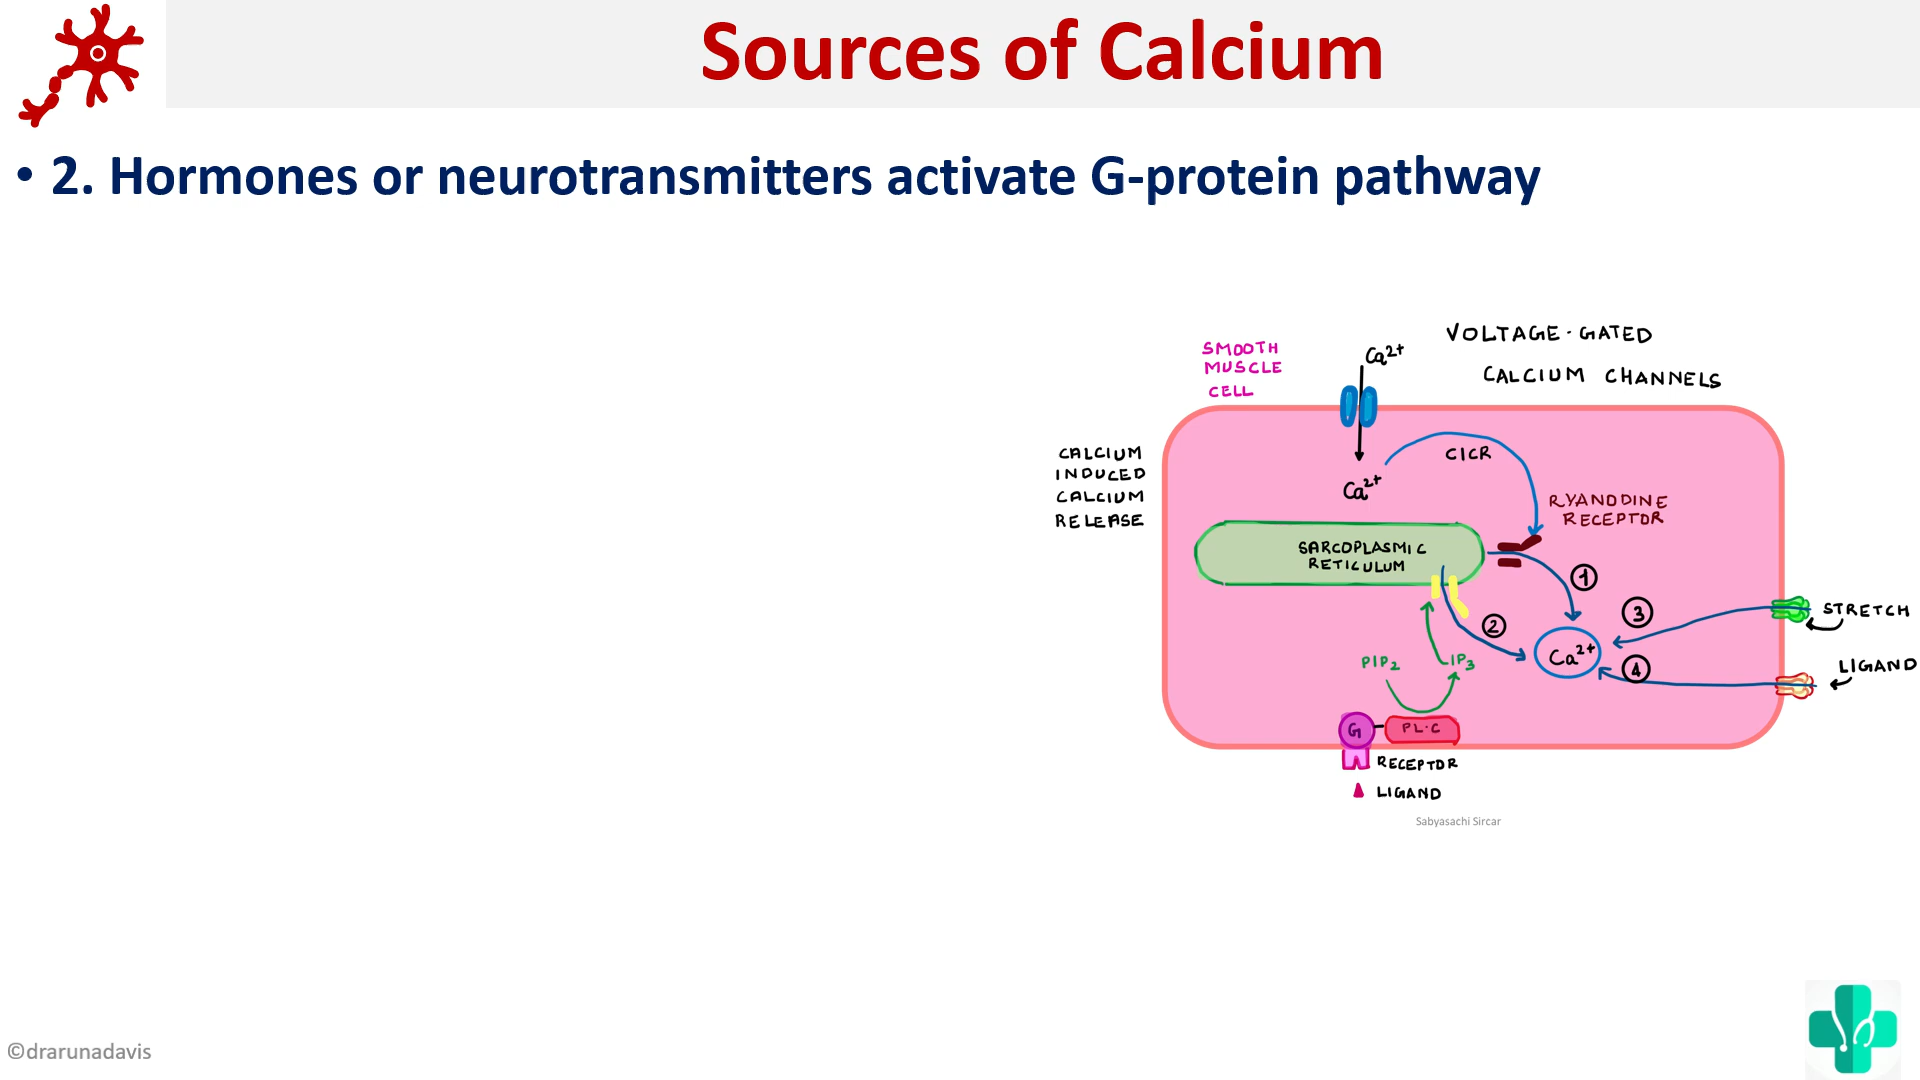 Sources of Calcium
• 2. Hormones or neurotransmitters activate G-protein pathway
VOLTAGE-GATED
CALCIUM CHANNELS
SMOOTH
MUSCLE
CELL
Ca2+
CALCIUM
INDUCED
CALCIUM
RELEASE
CICR
Ca2+
RYANODINE
RECEPTOR
SARCOPLASMIC
RETICULUM
1
2
3
4
STRETCH
Ca2+
LIGAND
PIP2
IP3
G
PL-C
RECEPTOR
LIGAND
Sabyasachi Sircar
©drarunadavis